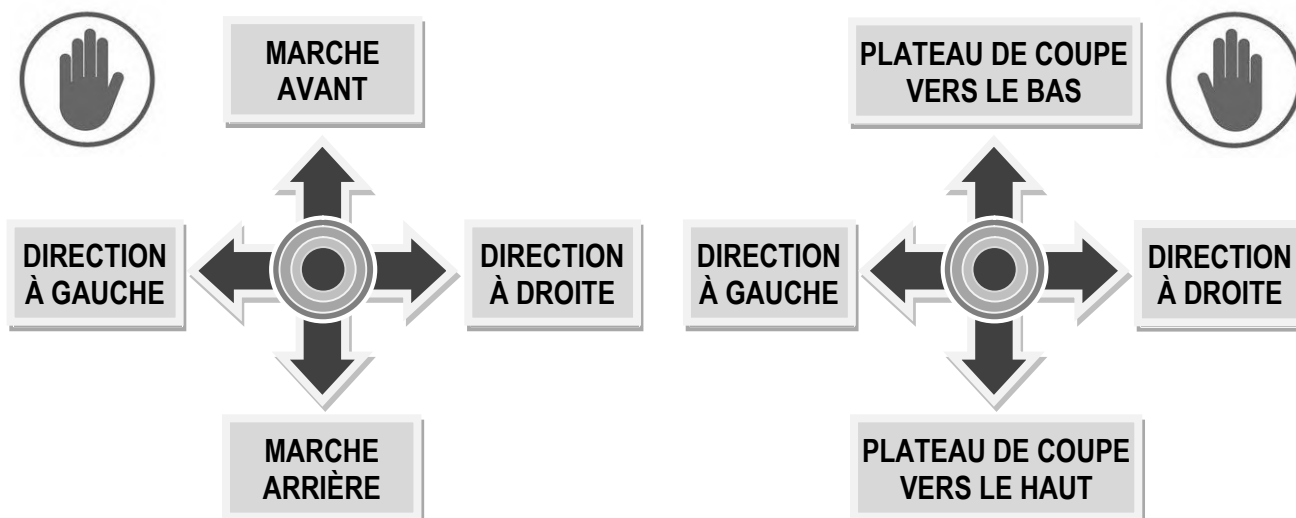 MARCHE
AVANT
DIRECTION
À GAUCHE
DIRECTION
À DROITE
MARCHE
ARRIÈRE
PLATEAU DE COUPE
VERS LE BAS
DIRECTION
À GAUCHE
DIRECTION
À DROITE
PLATEAU DE COUPE
VERS LE HAUT